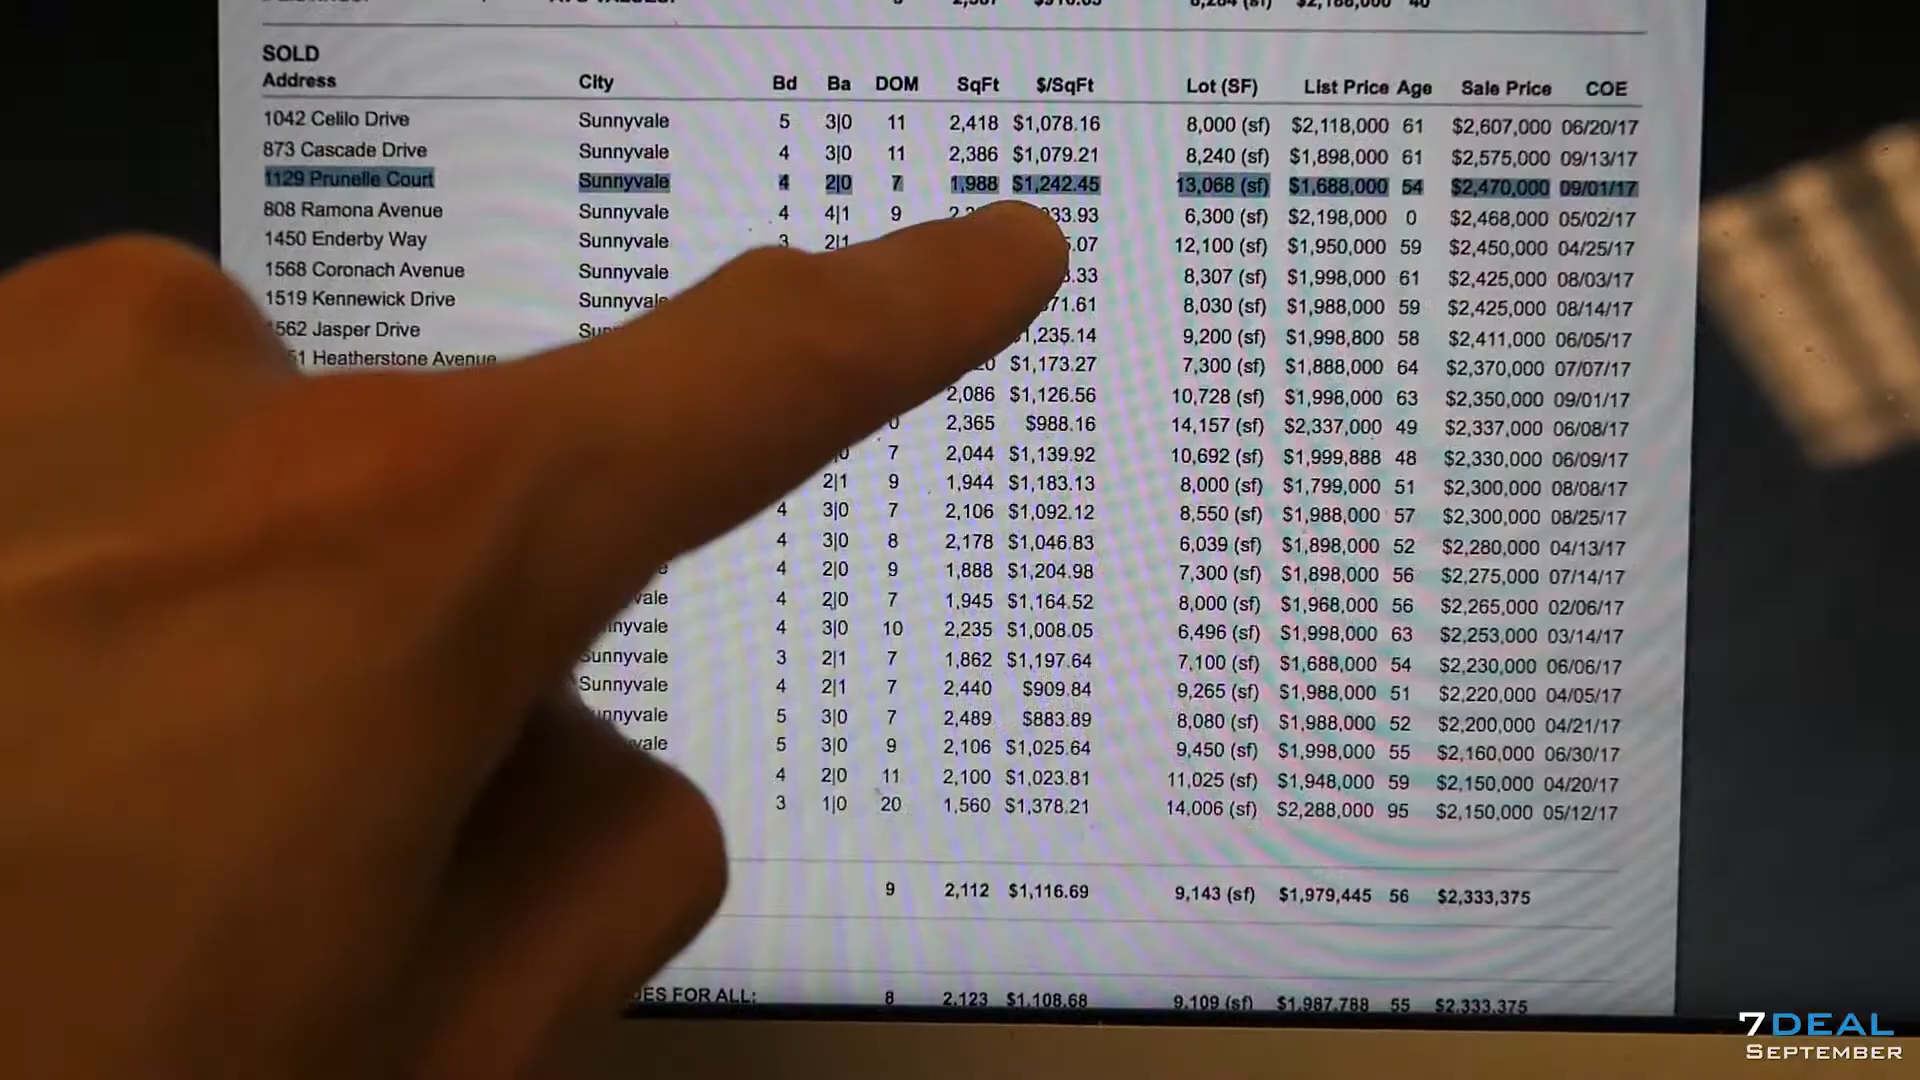 SOLD
Address City Bd Ba DOM SqFt $/SqFt Lot (SF) List Price Age Sale Price COE
1042 Celilo Drive Sunnyvale 5 3|0 11 2,418 $1,078.16 8,000 (sf) $2,118,000 61 $2,607,000 06/20/17
873 Cascade Drive Sunnyvale 4 3|0 11 2,386 $1,079.21 8,240 (sf) $1,898,000 61 $2,575,000 09/13/17
1129 Prunelle Court Sunnyvale 4 2|0 7 1,988 $1,242.45 13,068 (sf) $1,688,000 54 $2,470,000 09/01/17
808 Ramona Avenue Sunnyvale 4 4|1 9 33.93 6,300 (sf) $2,198,000 0 $2,468,000 05/02/17
1450 Enderby Way Sunnyvale 3 2|1 5.07 12,100 (sf) $1,950,000 59 $2,450,000 04/25/17
1568 Coronach Avenue Sunnyvale 3.33 8,307 (sf) $1,998,000 61 $2,425,000 08/03/17
1519 Kennewick Drive Sunnyvale 71.61 8,030 (sf) $1,988,000 59 $2,425,000 08/14/17
562 Jasper Drive 1,235.14 9,200 (sf) $1,998,800 58 $2,411,000 06/05/17
51 Heatherstone Avenue 20 $1,173.27 7,300 (sf) $1,888,000 64 $2,370,000 07/07/17
2,086 $1,126.56 10,728 (sf) $1,998,000 63 $2,350,000 09/01/17
0 2,365 $988.16 14,157 (sf) $2,337,000 49 $2,337,000 06/08/17
0 7 2,044 $1,139.92 10,692 (sf) $1,999,888 48 $2,330,000 06/09/17
2|1 9 1,944 $1,183.13 8,000 (sf) $1,799,000 51 $2,300,000 08/08/17
4 3|0 7 2,106 $1,092.12 8,550 (sf) $1,988,000 57 $2,300,000 08/25/17
4 3|0 8 2,178 $1,046.83 6,039 (sf) $1,898,000 52 $2,280,000 04/13/17
e 4 2|0 9 1,888 $1,204.98 7,300 (sf) $1,898,000 56 $2,275,000 07/14/17
vale 4 2|0 7 1,945 $1,164.52 8,000 (sf) $1,968,000 56 $2,265,000 02/06/17
nnyvale 4 3|0 10 2,235 $1,008.05 6,496 (sf) $1,998,000 63 $2,253,000 03/14/17
Sunnyvale 3 2|1 7 1,862 $1,197.64 7,100 (sf) $1,688,000 54 $2,230,000 06/06/17
Sunnyvale 4 2|1 7 2,440 $909.84 9,265 (sf) $1,988,000 51 $2,220,000 04/05/17
unnyvale 5 3|0 7 2,489 $883.89 8,080 (sf) $1,988,000 52 $2,200,000 04/21/17
vale 5 3|0 9 2,106 $1,025.64 9,450 (sf) $1,998,000 55 $2,160,000 06/30/17
4 2|0 11 2,100 $1,023.81 11,025 (sf) $1,948,000 59 $2,150,000 04/20/17
3 1|0 20 1,560 $1,378.21 14,006 (sf) $2,288,000 95 $2,150,000 05/12/17
9 2,112 $1,116.69 9,143 (sf) $1,979,445 56 $2,333,375
ES FOR ALL: 8 2,123 $1,108.68 9,109 (sf) $1,987,788 55 $2,333,375
7DEAL
SEPTEMBER